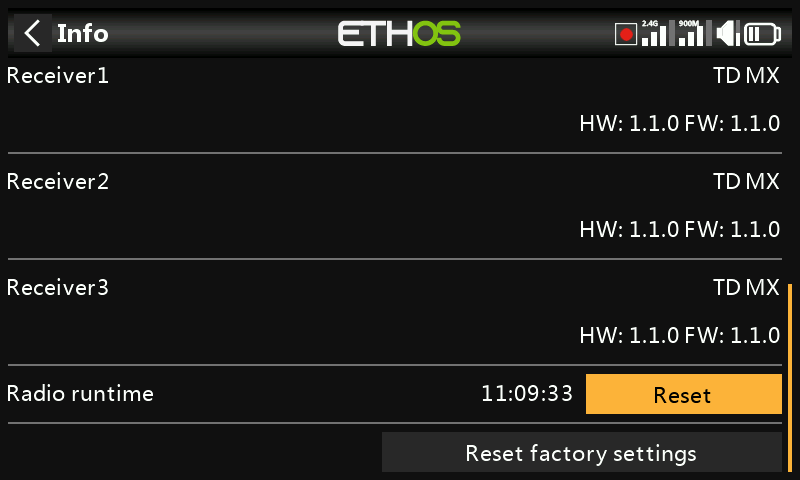 Info
ETHOS
2.4G
900M
Receiver1
TD MX
HW: 1.1.0 FW: 1.1.0
Receiver2
TD MX
HW: 1.1.0 FW: 1.1.0
Receiver3
TD MX
HW: 1.1.0 FW: 1.1.0
Radio runtime
11:09:33
Reset
Reset factory settings